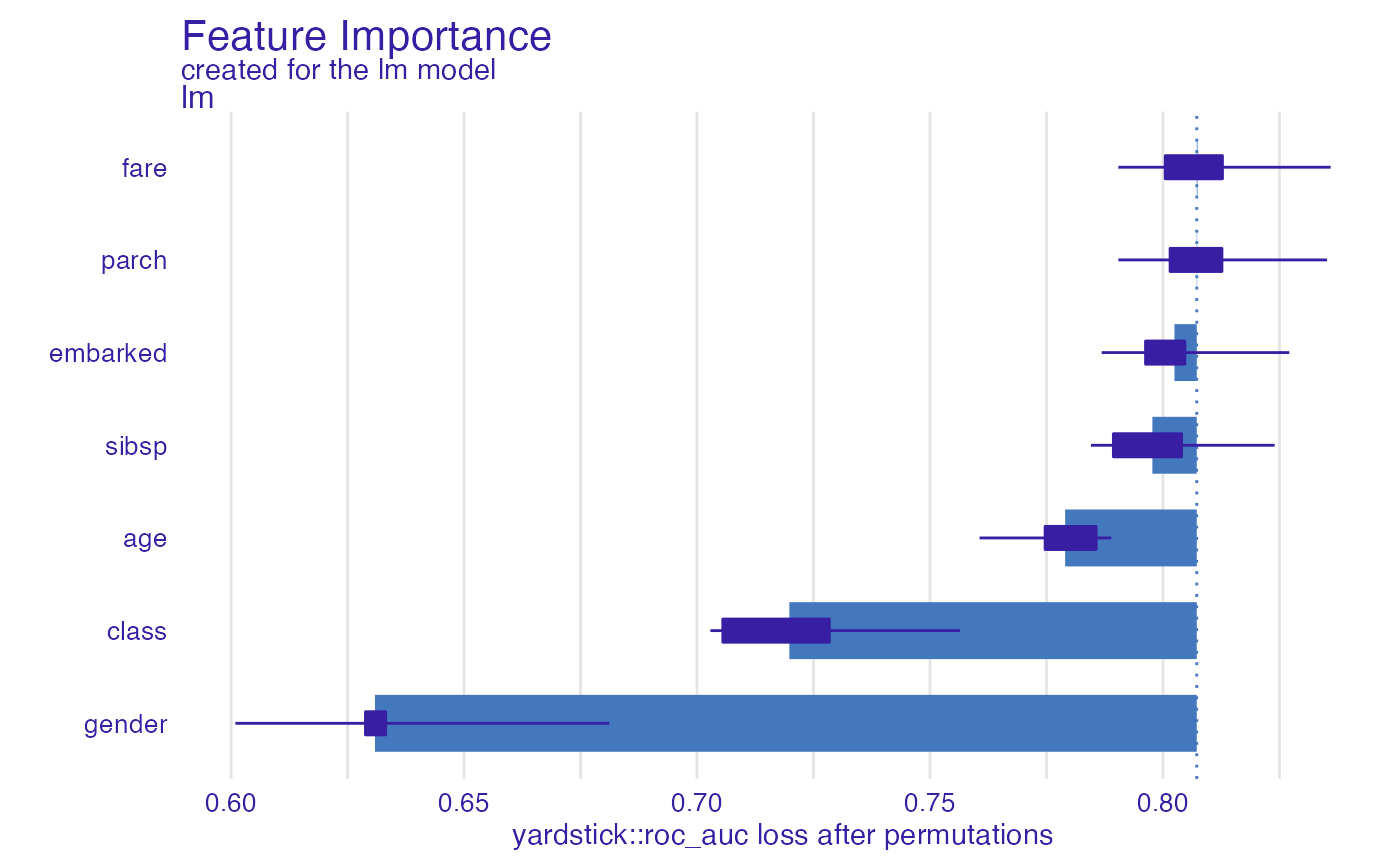 Feature Importance
created for the lm model
lm
fare
parch
embarked
sibsp
age
class
gender
0.60 0.65 0.70 0.75 0.80
yardstick::roc_auc loss after permutations